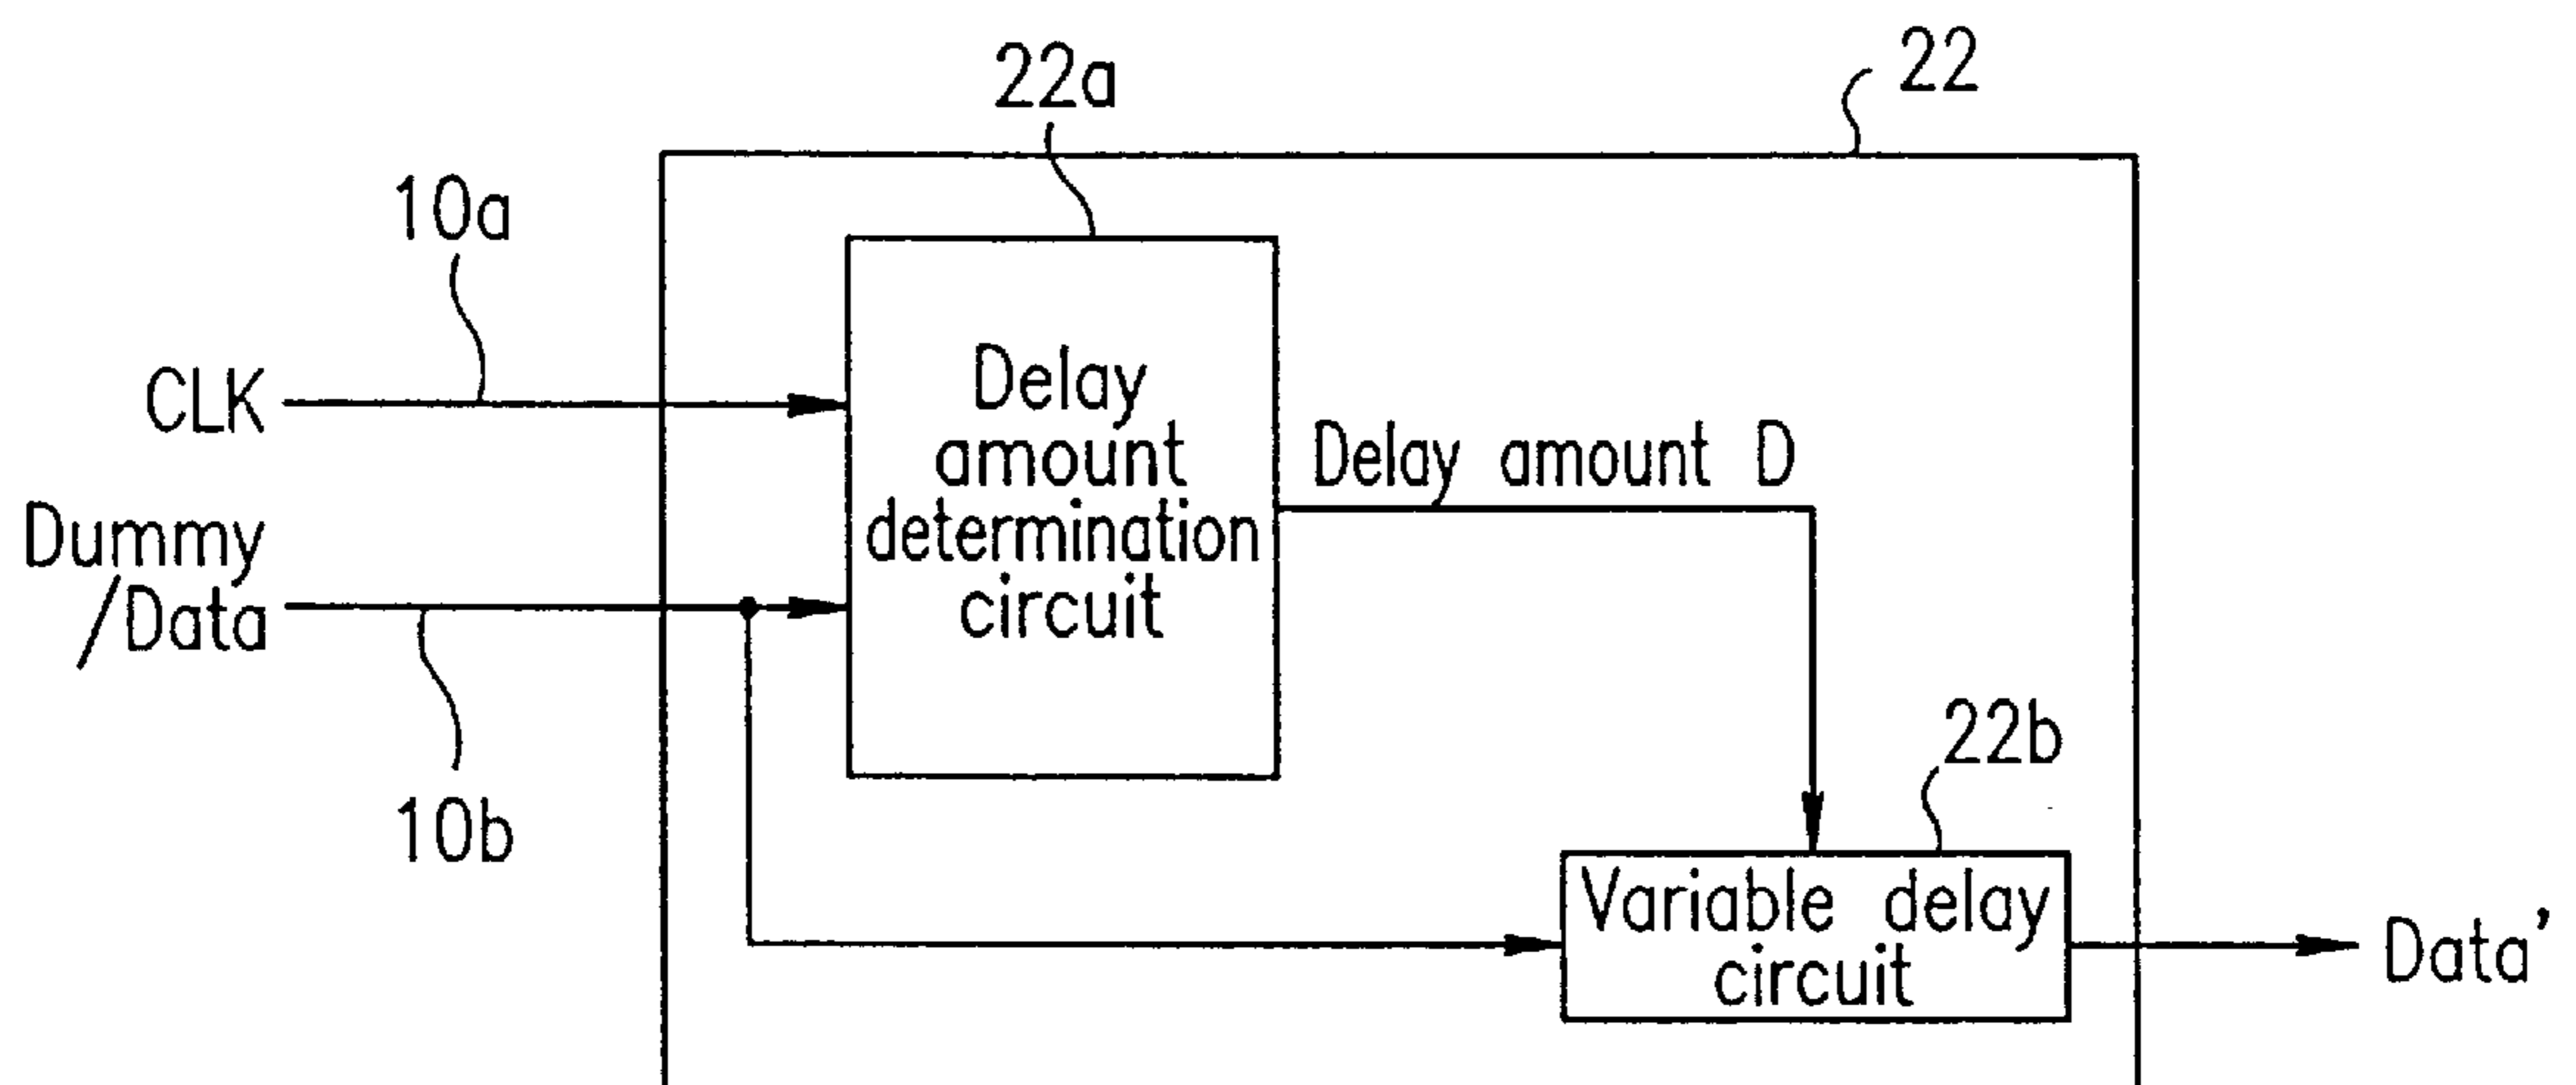 22a
22
10a
CLK
Delay
amount
determination
circuit
Delay amount D
Dummy
/Data
10b
22b
Variable delay
circuit
Data'